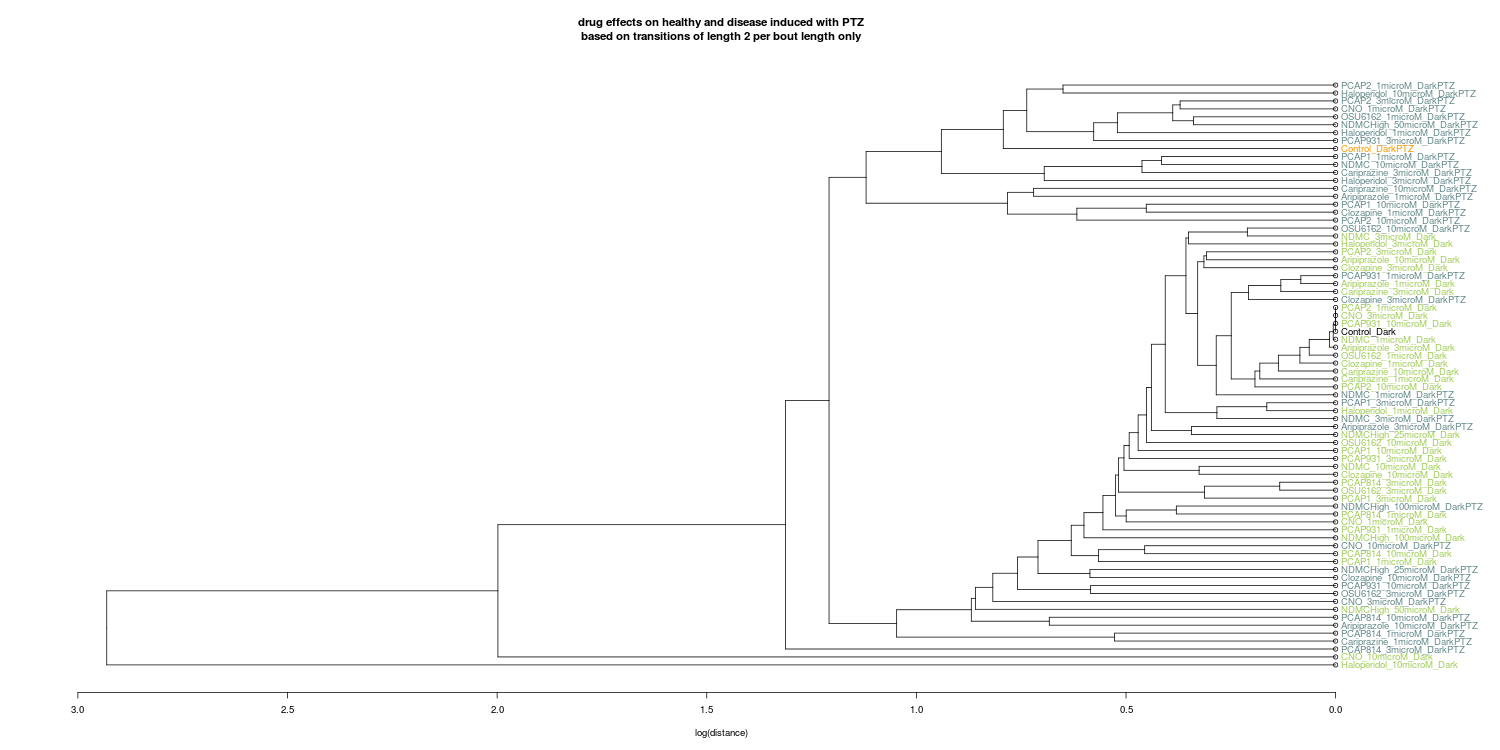 drug effects on healthy and disease induced with PTZ
based on transitions of length 2 per bout length only
PCAP2_1microM_DarkPTZ
Haloperidol_10microM_DarkPTZ
PCAP2_3microM_DarkPTZ
CNO_1microM_DarkPTZ
OSU6162_1microM_DarkPTZ
NDMCHigh_50microM_DarkPTZ
Haloperidol_1microM_DarkPTZ
PCAP931_3microM_DarkPTZ
Control_DarkPTZ
PCAP1_1microM_DarkPTZ
NDMC_10microM_DarkPTZ
Cariprazine_3microM_DarkPTZ
Haloperidol_3microM_DarkPTZ
Cariprazine_10microM_DarkPTZ
Aripiprazole_1microM_DarkPTZ
PCAP1_10microM_DarkPTZ
Clozapine_1microM_DarkPTZ
PCAP2_10microM_DarkPTZ
OSU6162_10microM_DarkPTZ
NDMC_3microM_Dark
Haloperidol_3microM_Dark
PCAP2_3microM_Dark
Aripiprazole_10microM_Dark
Clozapine_3microM_Dark
PCAP931_1microM_DarkPTZ
Aripiprazole_1microM_Dark
Cariprazine_3microM_Dark
Clozapine_3microM_DarkPTZ
PCAP2_1microM_Dark
CNO_3microM_Dark
PCAP931_10microM_Dark
Control_Dark
NDMC_1microM_Dark
Aripiprazole_3microM_Dark
OSU6162_1microM_Dark
Clozapine_1microM_Dark
Cariprazine_10microM_Dark
Cariprazine_1microM_Dark
PCAP2_10microM_Dark
NDMC_1microM_DarkPTZ
PCAP1_3microM_DarkPTZ
Haloperidol_1microM_Dark
NDMC_3microM_DarkPTZ
Aripiprazole_3microM_DarkPTZ
NDMCHigh_25microM_Dark
OSU6162_10microM_Dark
PCAP1_10microM_Dark
PCAP931_3microM_Dark
NDMC_10microM_Dark
Clozapine_10microM_Dark
PCAP814_3microM_Dark
OSU6162_3microM_Dark
PCAP1_3microM_Dark
NDMCHigh_100microM_DarkPTZ
PCAP814_1microM_Dark
CNO_1microM_Dark
PCAP931_1microM_Dark
NDMCHigh_100microM_Dark
CNO_10microM_DarkPTZ
PCAP814_10microM_Dark
PCAP1_1microM_Dark
NDMCHigh_25microM_DarkPTZ
Clozapine_10microM_DarkPTZ
PCAP931_10microM_DarkPTZ
OSU6162_3microM_DarkPTZ
CNO_3microM_DarkPTZ
NDMCHigh_50microM_Dark
PCAP814_10microM_DarkPTZ
Aripiprazole_10microM_DarkPTZ
PCAP814_1microM_DarkPTZ
Cariprazine_1microM_DarkPTZ
PCAP814_3microM_DarkPTZ
CNO_10microM_Dark
Haloperidol_10microM_Dark
3.0 2.5 2.0 1.5 1.0 0.5 0.0
log(distance)